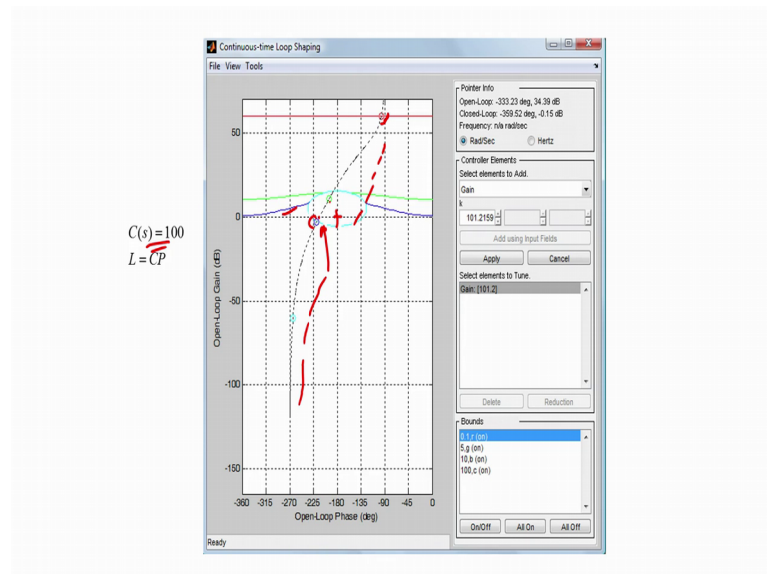 Continuous-time Loop Shaping
File View Tools
C(s) = 100
L = CP
Open-Loop Gain (dB)
50
0
-50
-100
-150
-360 -315 -270 -225 -180 -135 -90 -45 0
Open-Loop Phase (deg)
Ready
Pointer Info
Open-Loop: -333.23 deg, 34.39 dB
Closed-Loop: -359.52 deg, -0.15 dB
Frequency: n/a rad/sec
Rad/Sec Hertz
Controller Elements
Select elements to Add.
Gain
k
101.2159
Add using Input Fields
Apply Cancel
Select elements to Tune.
Gain: [101.2]
Delete Reduction
Bounds
0.1,r (on)
5,g (on)
10,b (on)
100,c (on)
On/Off All On All Off